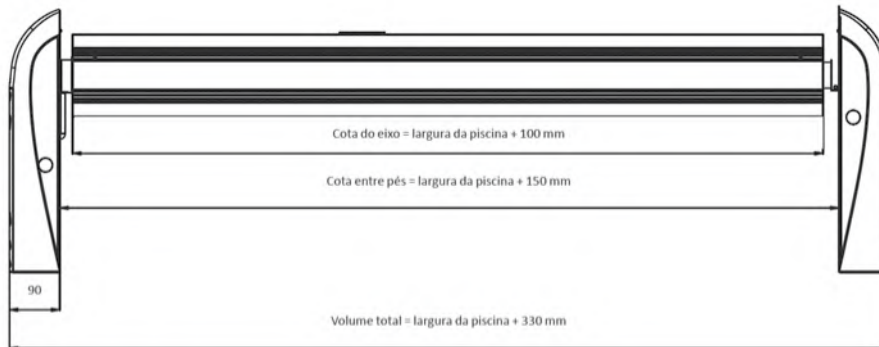 Cota do eixo = largura da piscina + 100 mm
Cota entre pés = largura da piscina + 150 mm
90
Volume total = largura da piscina + 330 mm